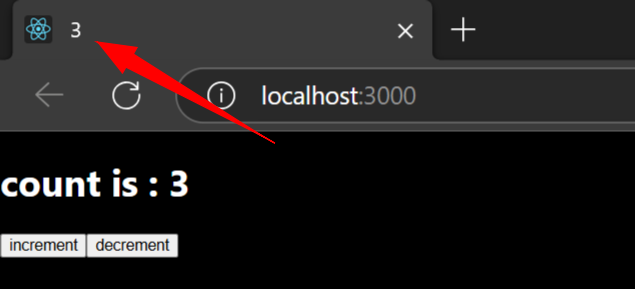 3
localhost:3000
count is : 3
increment decrement